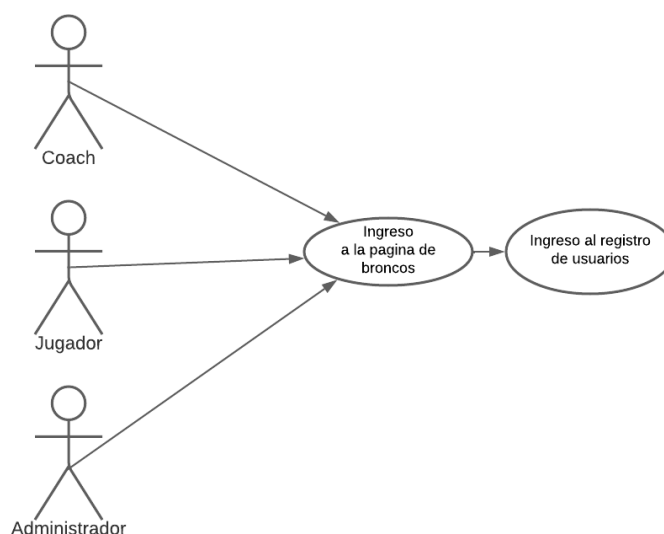 Coach
Ingreso
a la pagina de
broncos
Ingreso al registro
de usuarios
Jugador
Administrador